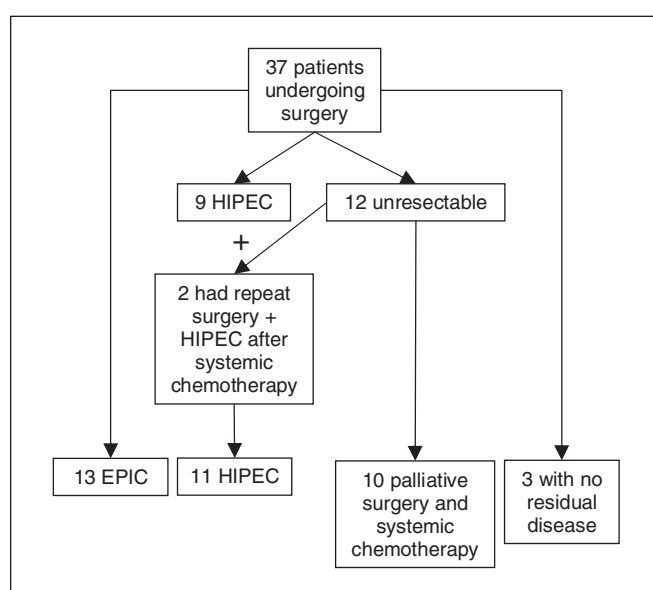 37 patients
undergoing
surgery
9 HIPEC
12 unresectable
+
2 had repeat
surgery +
HIPEC after
systemic
chemotherapy
13 EPIC
11 HIPEC
10 palliative
surgery and
systemic
chemotherapy
3 with no
residual
disease